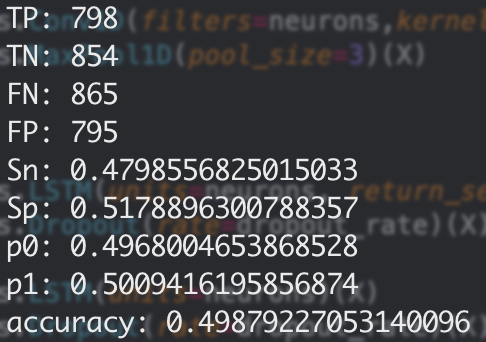 TP: 798
TN: 854
FN: 865
FP: 795
Sn: 0.4798556825015033
Sp: 0.5178896300788357
p0: 0.4968004653868528
p1: 0.5009416195856874
accuracy: 0.49879227053140096